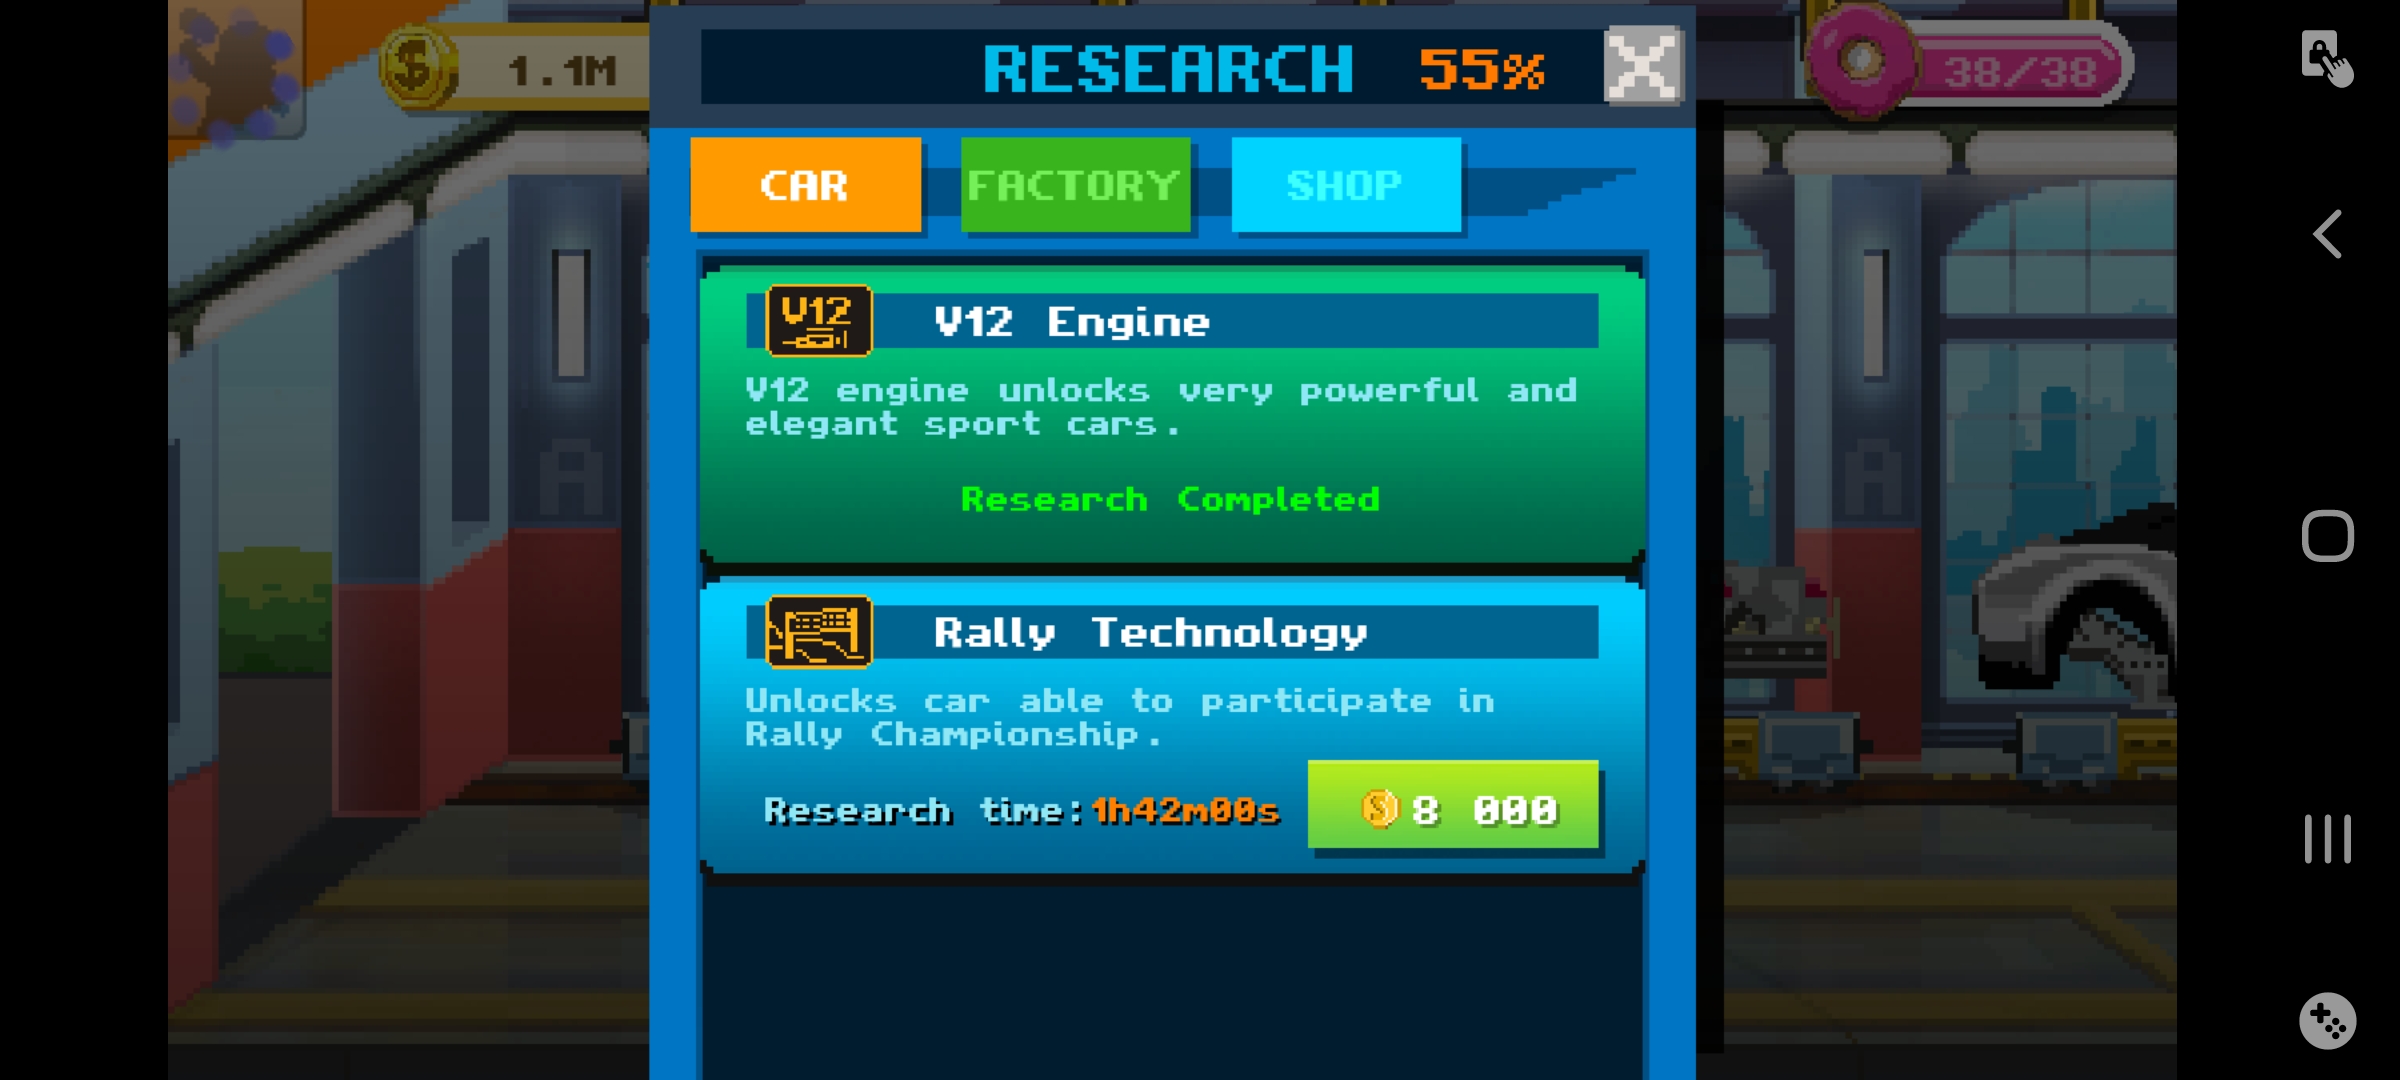 1.1M
RESEARCH 55%
38/38
CAR FACTORY SHOP
V12 V12 Engine
V12 engine unlocks very powerful and
elegant sport cars.
Research Completed
Rally Technology
Unlocks car able to participate in
Rally Championship.
Research time:1h42m00s 8 000
A
A